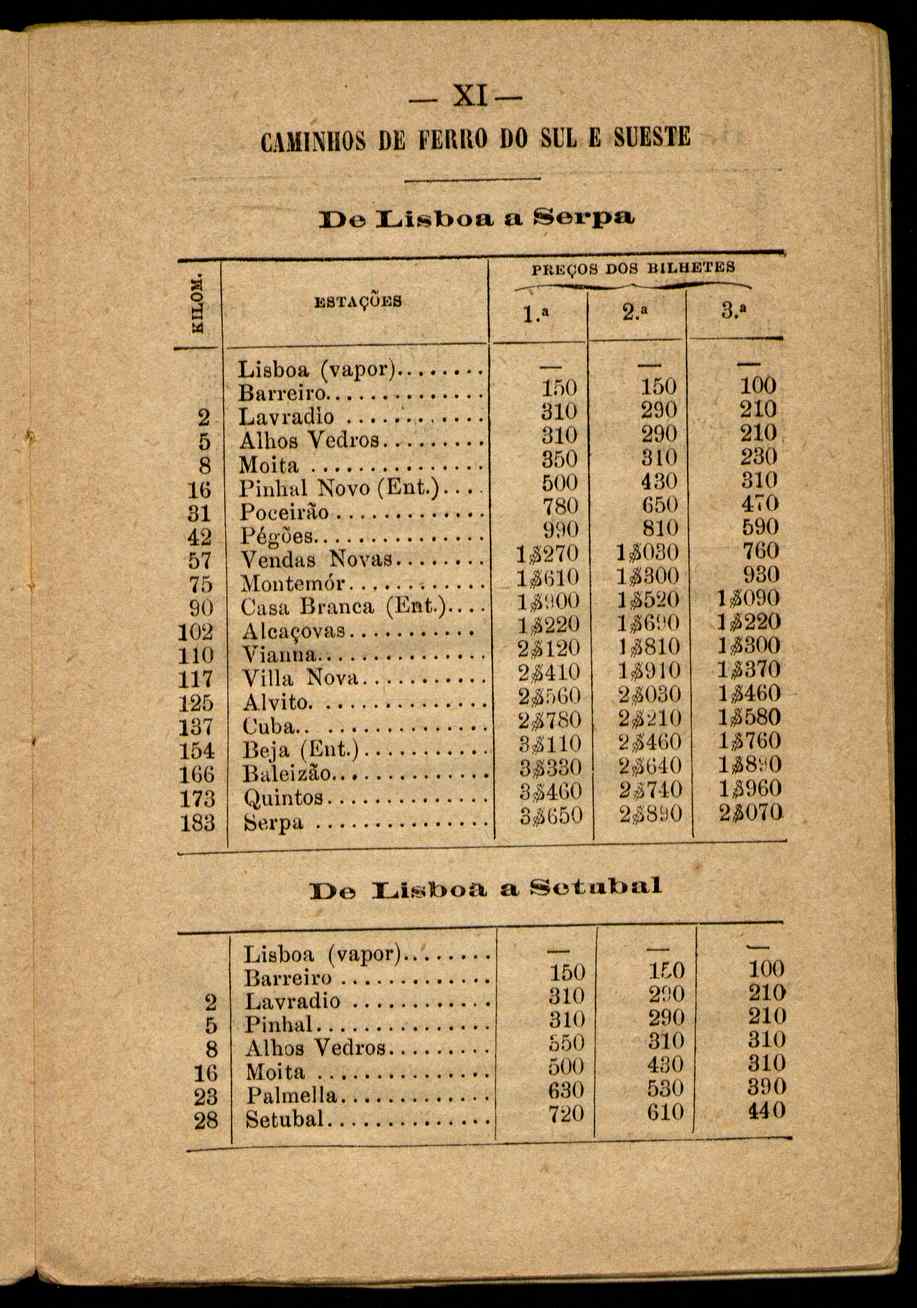 — XI —
CAMINHOS DE FERRO DO SUL E SUESTE
De Lisboa a Serpa
KILOM. ESTAÇÕES PREÇOS DOS BILHETES
1.ª 2.ª 3.ª
Lisboa (vapor)........ — — —
Barreiro.............. 150 150 100
2 Lavradio ............ 310 290 210
5 Alhos Vedros......... 310 290 210
8 Moita ............... 350 310 230
16 Pinhal Novo (Ent.).... 500 430 310
31 Poceirão ............. 780 650 470
42 Pégões............... 990 810 590
57 Vendas Novas........ 1$270 1$030 760
75 Montemór............ 1$610 1$300 930
90 Casa Branca (Ent.).... 1$900 1$520 1$090
102 Alcaçovas........... 1$220 1$690 1$220
110 Vianna.............. 2$120 1$810 1$300
117 Villa Nova........... 2$410 1$910 1$370
125 Alvito. .............. 2$560 2$030 1$460
137 Cuba.. ............. 2$780 2$210 1$580
154 Beja (Ent.)........... 3$110 2$460 1$760
166 Baleizão............. 3$330 2$640 1$890
173 Quintos.............. 3$460 2$740 1$960
183 Serpa ............... 3$650 2$890 2$070
De Lisboa a Setubal
Lisboa (vapor)........ — — —
Barreiro ............. 150 150 100
2 Lavradio ............ 310 290 210
5 Pinhal............... 310 290 210
8 Alhos Vedros......... 550 310 310
16 Moita ............... 500 430 310
23 Palmella............. 630 530 390
28 Setubal.............. 720 610 440